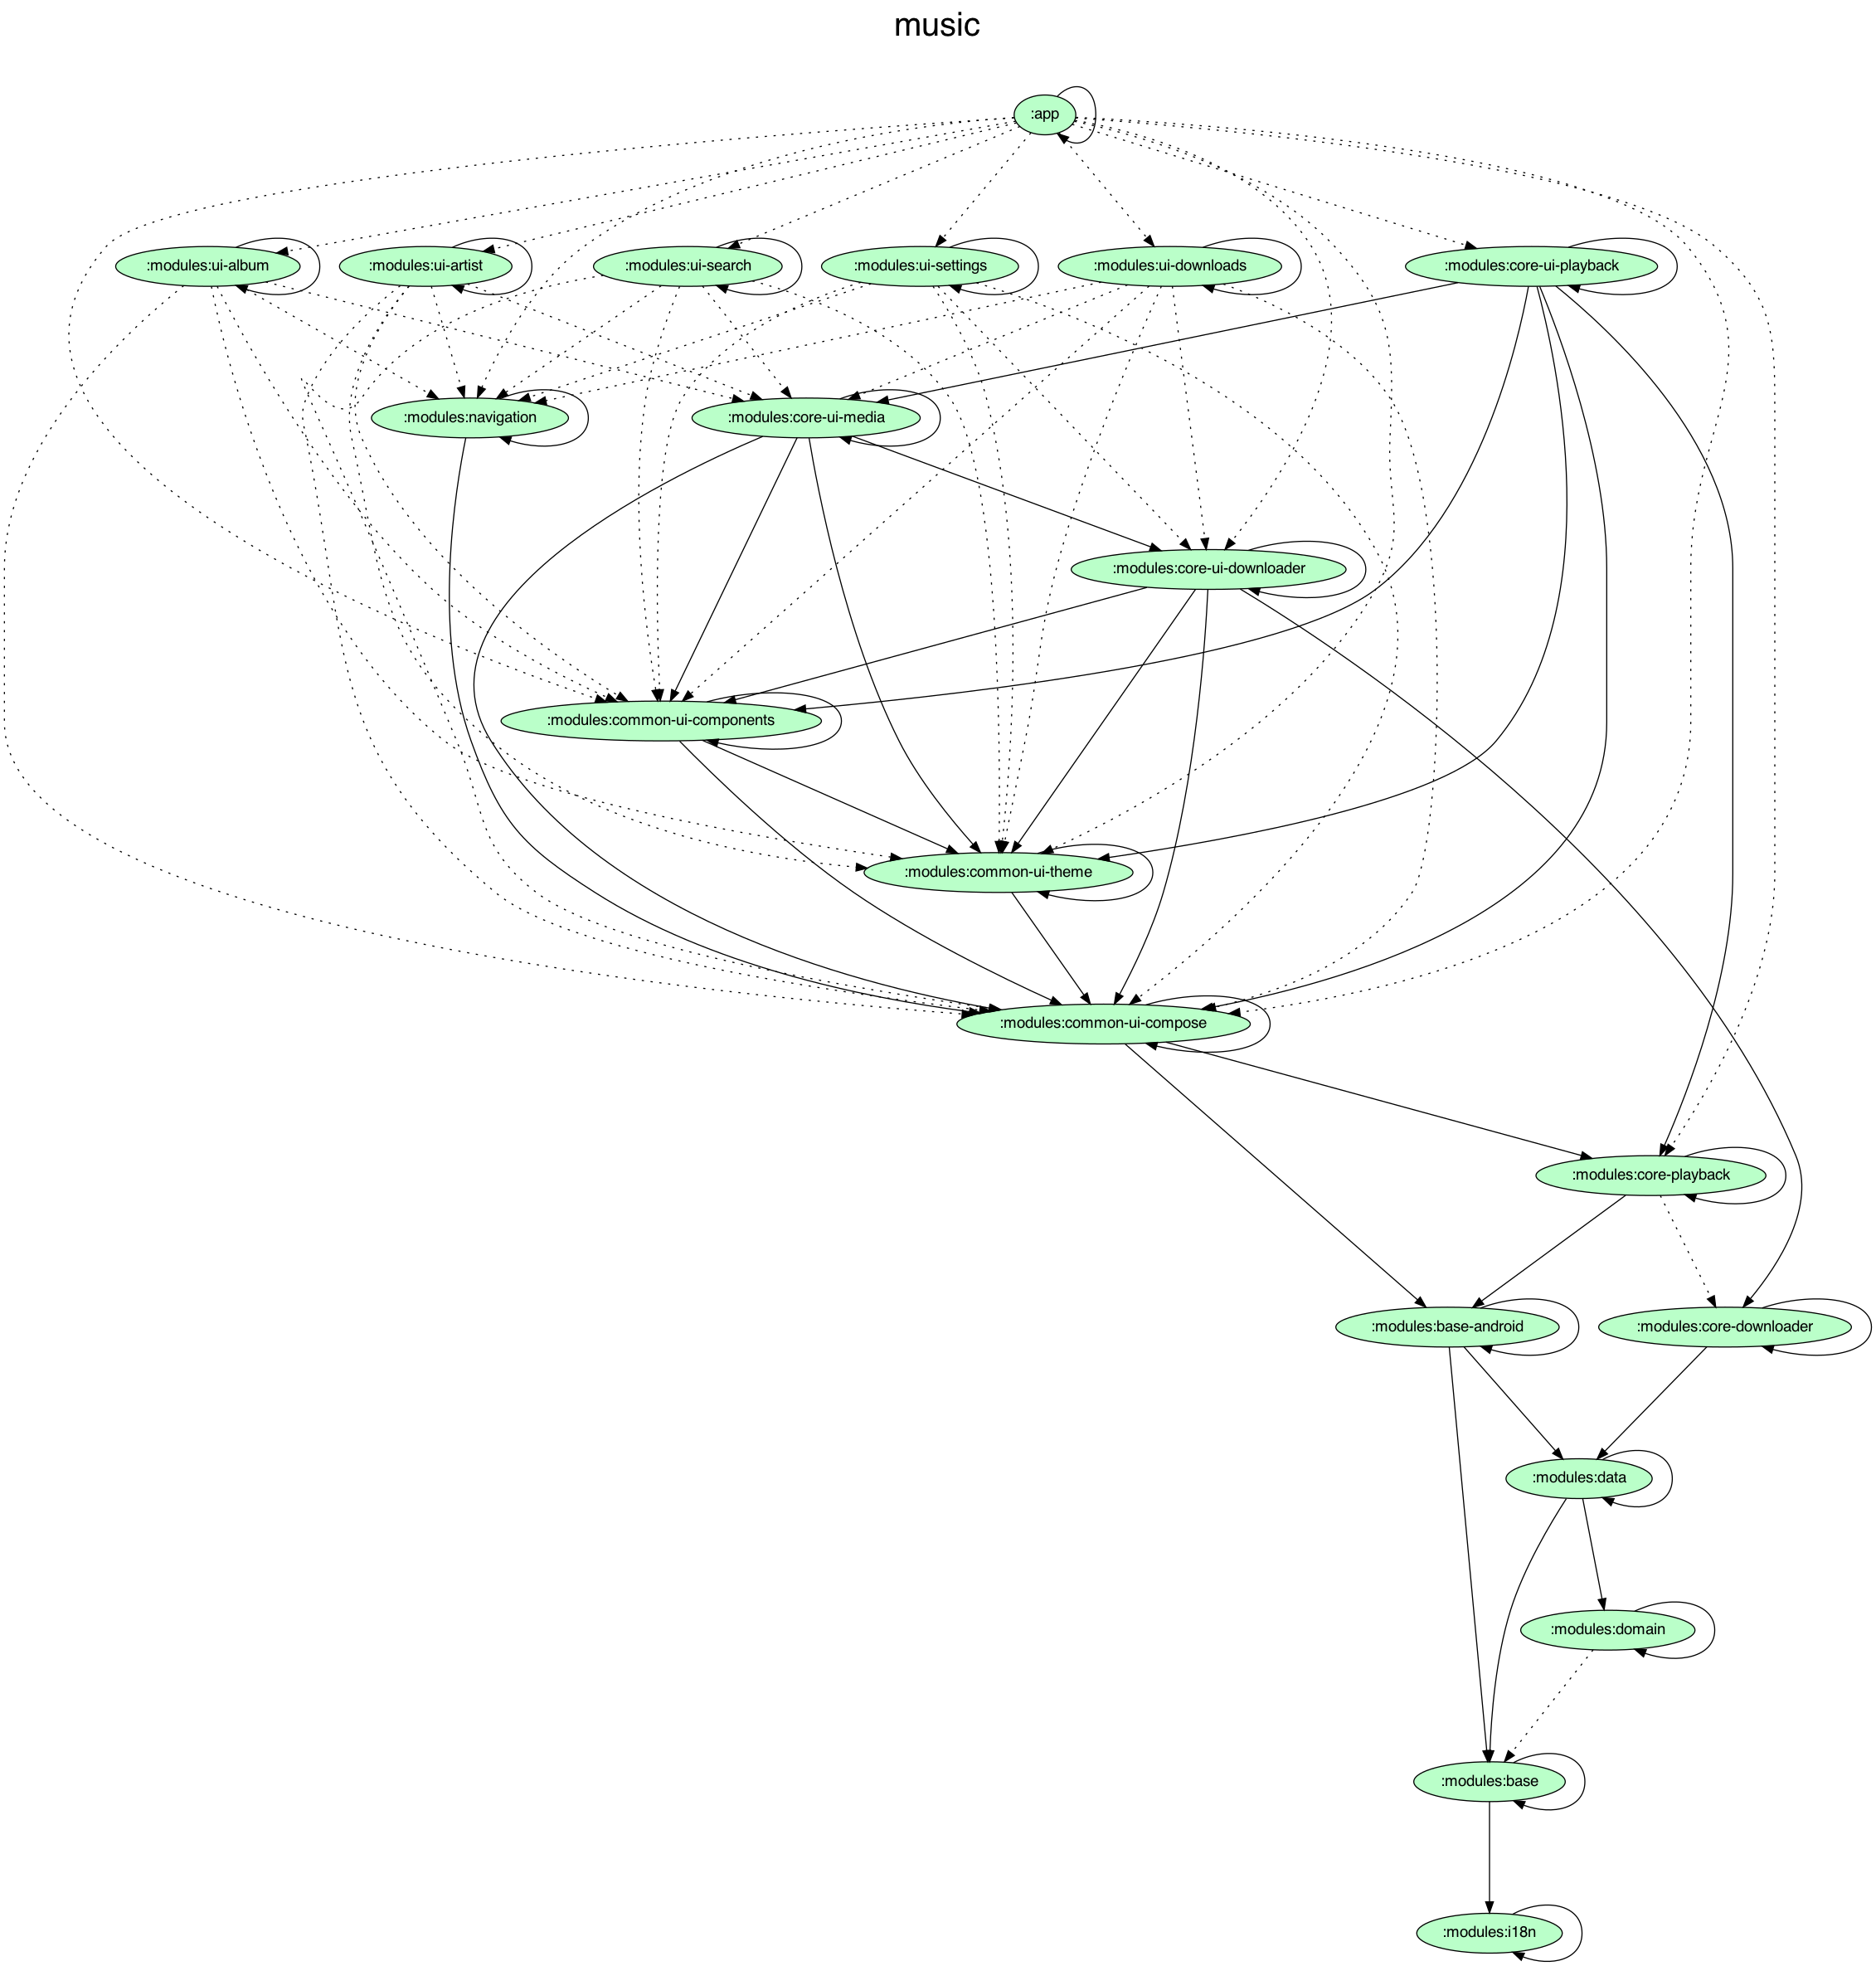 music
:app
:modules:ui-album
:modules:ui-artist
:modules:ui-search
:modules:ui-settings
:modules:ui-downloads
:modules:core-ui-playback
:modules:navigation
:modules:core-ui-media
:modules:core-ui-downloader
:modules:common-ui-components
:modules:common-ui-theme
:modules:common-ui-compose
:modules:core-playback
:modules:base-android
:modules:core-downloader
:modules:data
:modules:domain
:modules:base
:modules:i18n